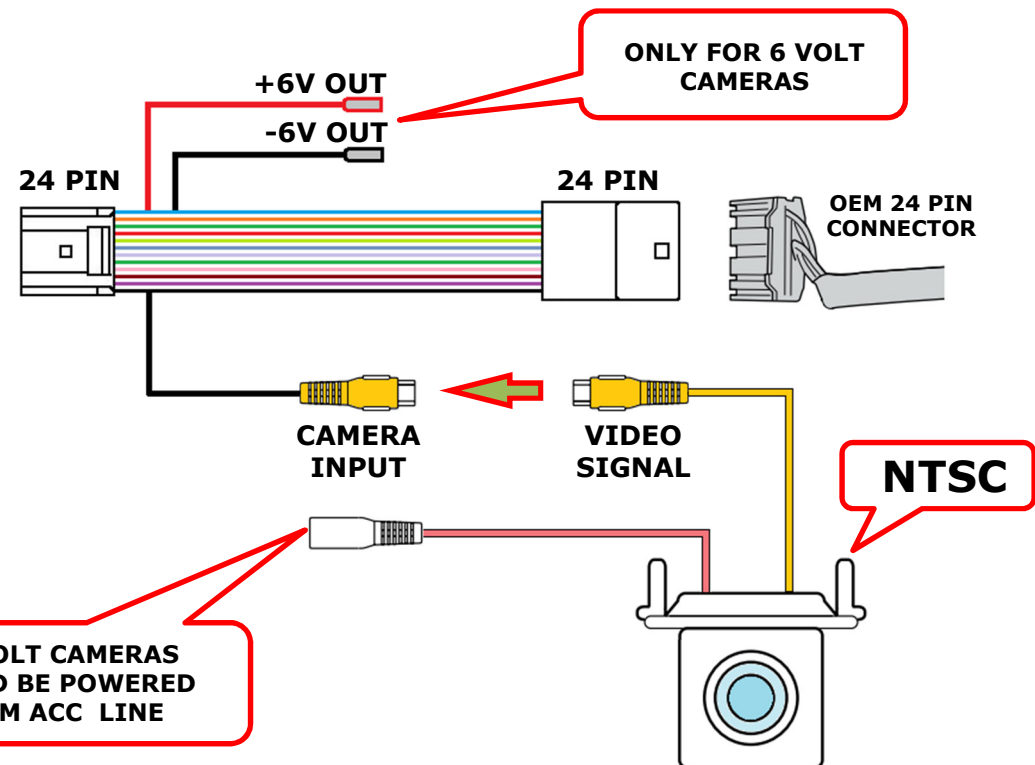 ONLY FOR 6 VOLT
CAMERAS
+6V OUT
-6V OUT
24 PIN
24 PIN
OEM 24 PIN
CONNECTOR
CAMERA
INPUT
VIDEO
SIGNAL
NTSC
CAMERAS
BE POWERED
ACC LINE